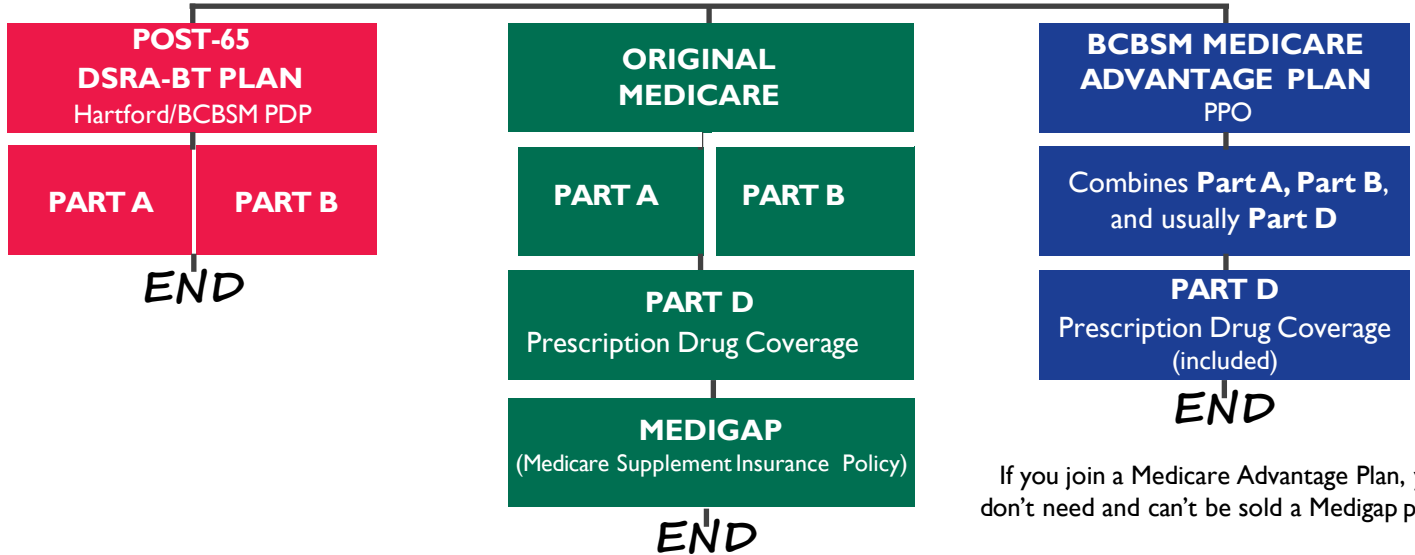 POST-65
DSRA-BT PLAN
Hartford/BCBSM PDP
PART A
PART B
END
ORIGINAL
MEDICARE
PART A
PART B
PART D
Prescription Drug Coverage
MEDIGAP
(Medicare Supplement Insurance Policy)
END
BCBSM MEDICARE
ADVANTAGE PLAN
PPO
Combines Part A, Part B,
and usually Part D
PART D
Prescription Drug Coverage
(included)
END
If you join a Medicare Advantage Plan,
don't need and can't be sold a Medigap